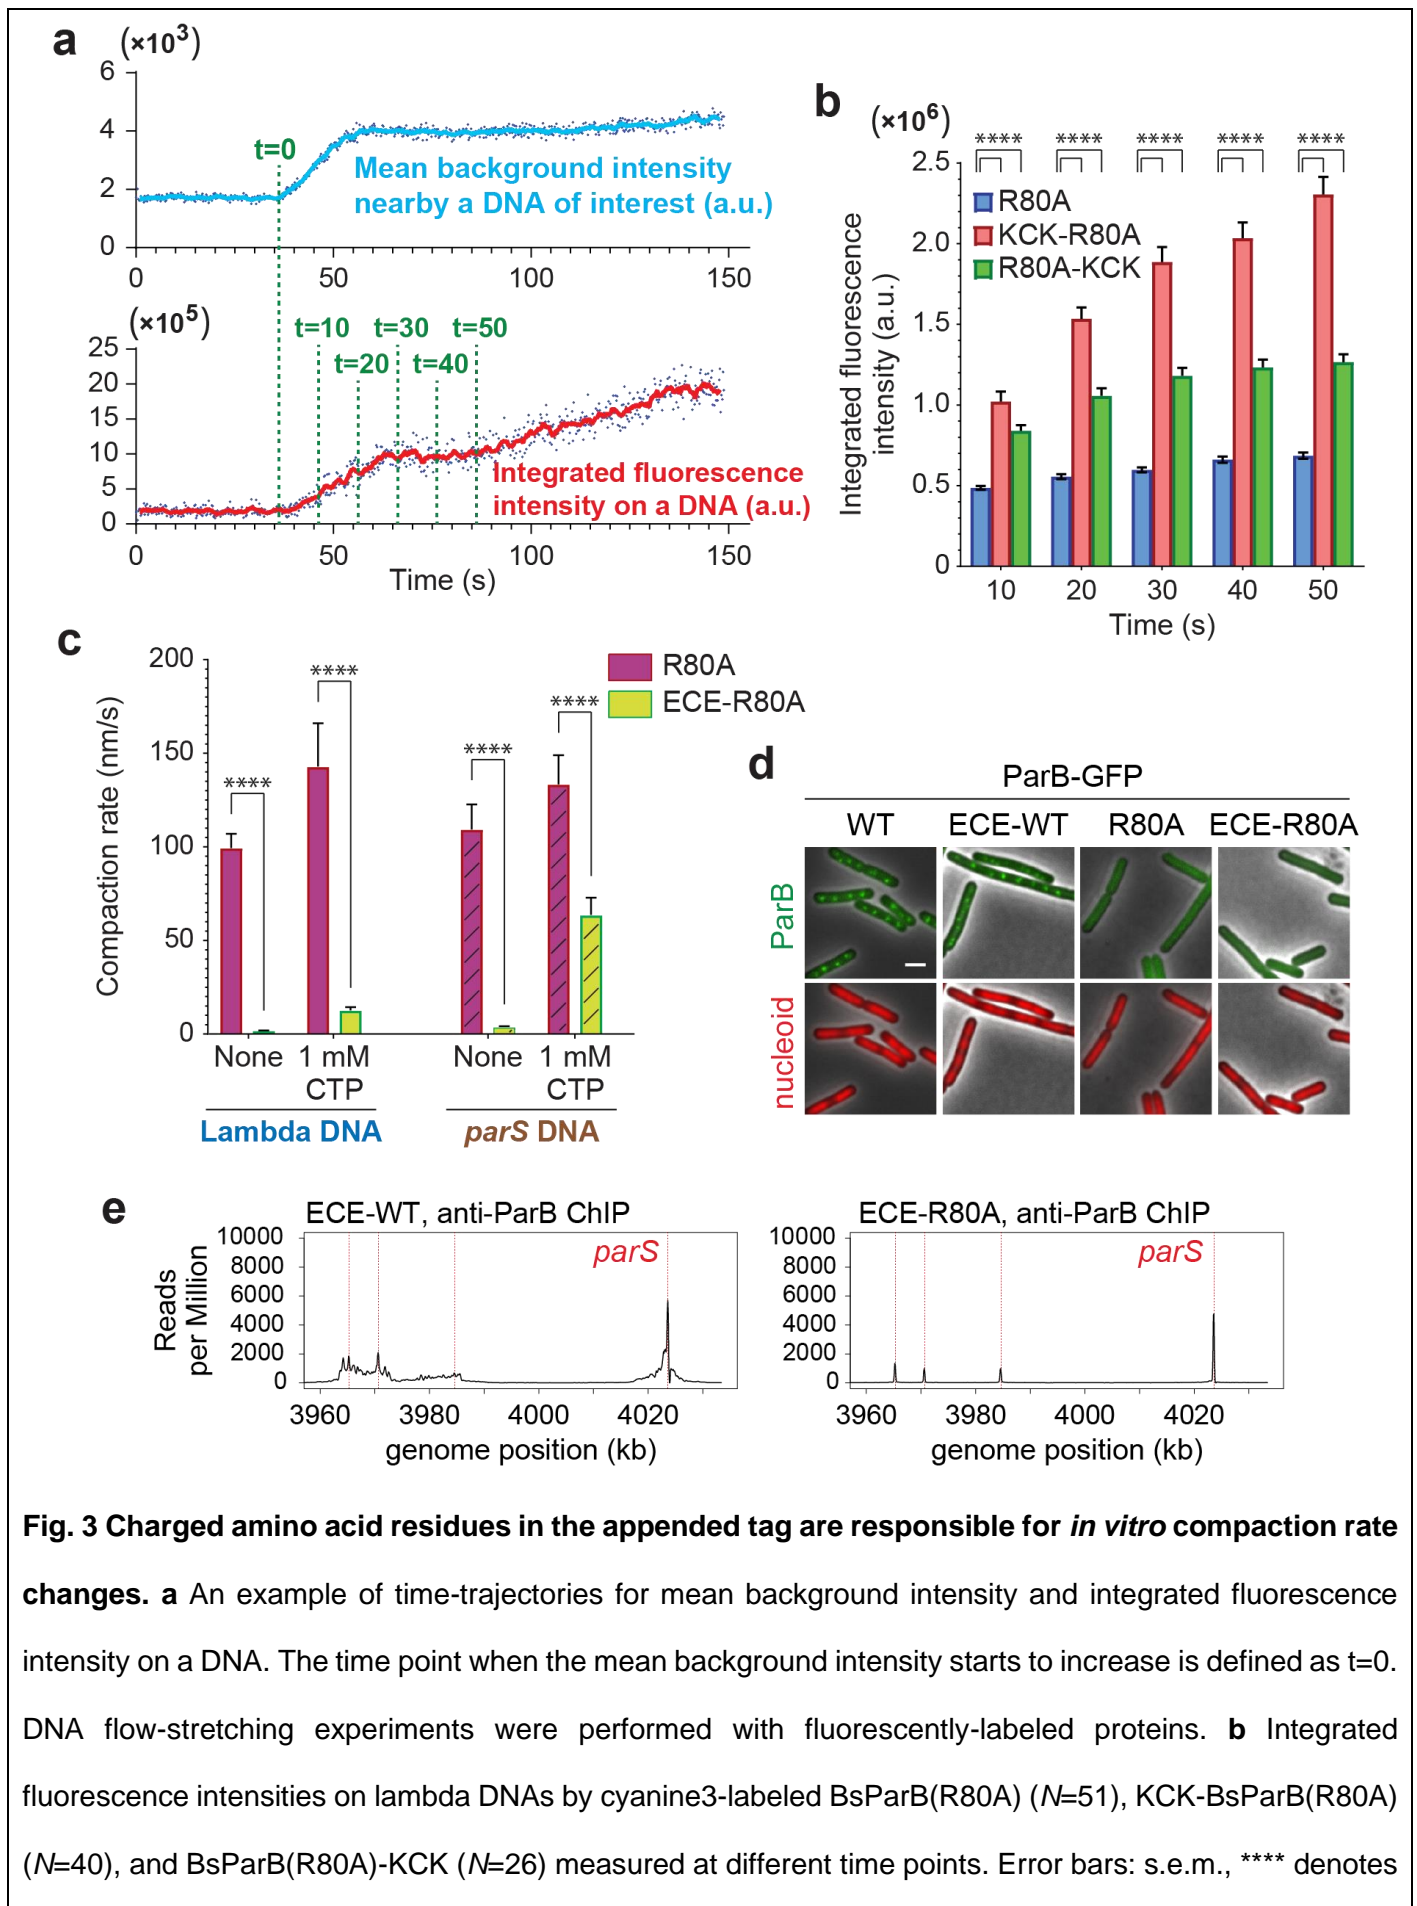 a
(×10³)
6
4
2
0
t=0
Mean background intensity
nearby a DNA of interest (a.u.)
0 50 100 150
(×10⁵)
25
20
15
10
5
0
t=10 t=30 t=50
t=20 t=40
Integrated fluorescence
intensity on a DNA (a.u.)
0 50 100 150
Time (s)
b
(×10⁶)
**** **** **** **** ****
2.5
2.0
1.5
1.0
0.5
0
Integrated fluorescence
intensity (a.u.)
R80A
KCK-R80A
R80A-KCK
10 20 30 40 50
Time (s)
c
200
150
100
50
0
Compaction rate (nm/s)
**** **** **** ****
R80A
ECE-R80A
None 1 mM None 1 mM
CTP CTP
Lambda DNA parS DNA
d
ParB-GFP
WT ECE-WT R80A ECE-R80A
ParB
nucleoid
e
ECE-WT, anti-ParB ChIP
parS
Reads
per Million
10000
8000
6000
4000
2000
0
3960 3980 4000 4020
genome position (kb)
ECE-R80A, anti-ParB ChIP
parS
10000
8000
6000
4000
2000
0
3960 3980 4000 4020
genome position (kb)
Fig. 3 Charged amino acid residues in the appended tag are responsible for in vitro compaction rate
changes. a An example of time-trajectories for mean background intensity and integrated fluorescence
intensity on a DNA. The time point when the mean background intensity starts to increase is defined as t=0.
DNA flow-stretching experiments were performed with fluorescently-labeled proteins. b Integrated
fluorescence intensities on lambda DNAs by cyanine3-labeled BsParB(R80A) (N=51), KCK-BsParB(R80A)
(N=40), and BsParB(R80A)-KCK (N=26) measured at different time points. Error bars: s.e.m., **** denotes